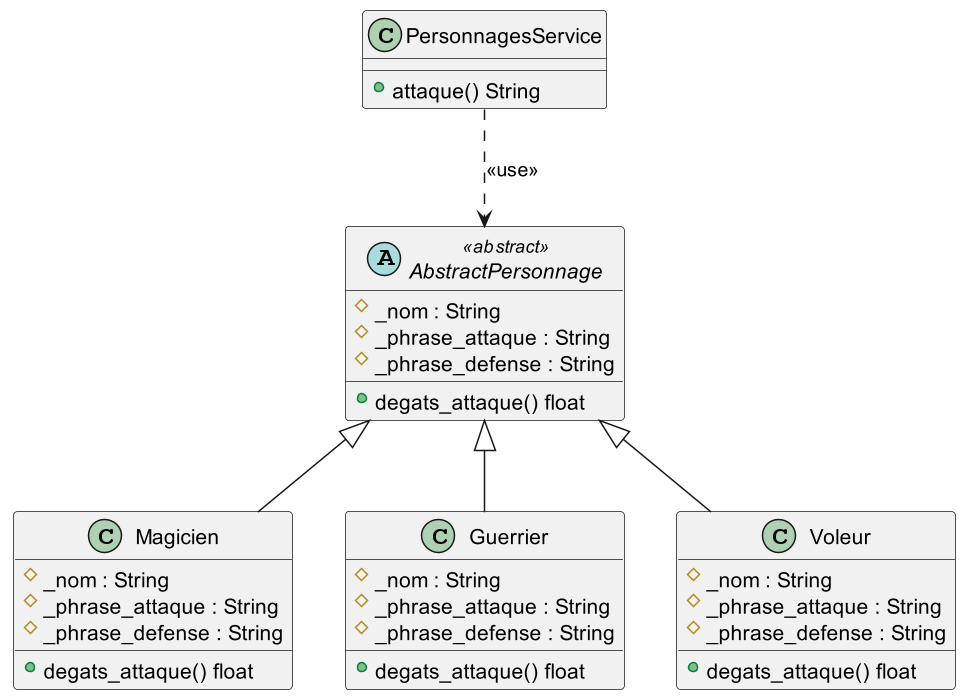 C PersonnagesService
attaque() String
«use»
«abstract»
A AbstractPersonnage
_nom : String
_phrase_attaque : String
_phrase_defense : String
degats_attaque() float
C Magicien
_nom : String
_phrase_attaque : String
_phrase_defense : String
degats_attaque() float
C Guerrier
_nom : String
_phrase_attaque : String
_phrase_defense : String
degats_attaque() float
C Voleur
_nom : String
_phrase_attaque : String
_phrase_defense : String
degats_attaque() float